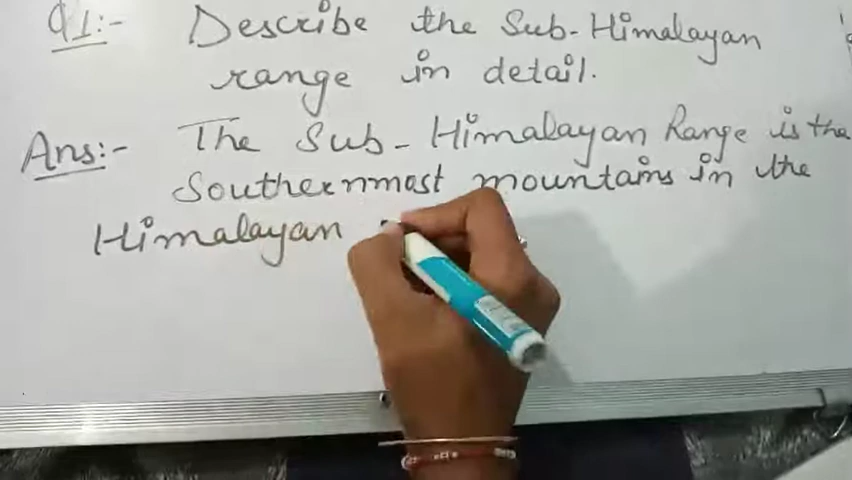 Q1:- Describe the Sub-Himalayan
range in detail.
Ans:- The Sub-Himalayan Range is the
Southernmost mountains in the
Himalayan